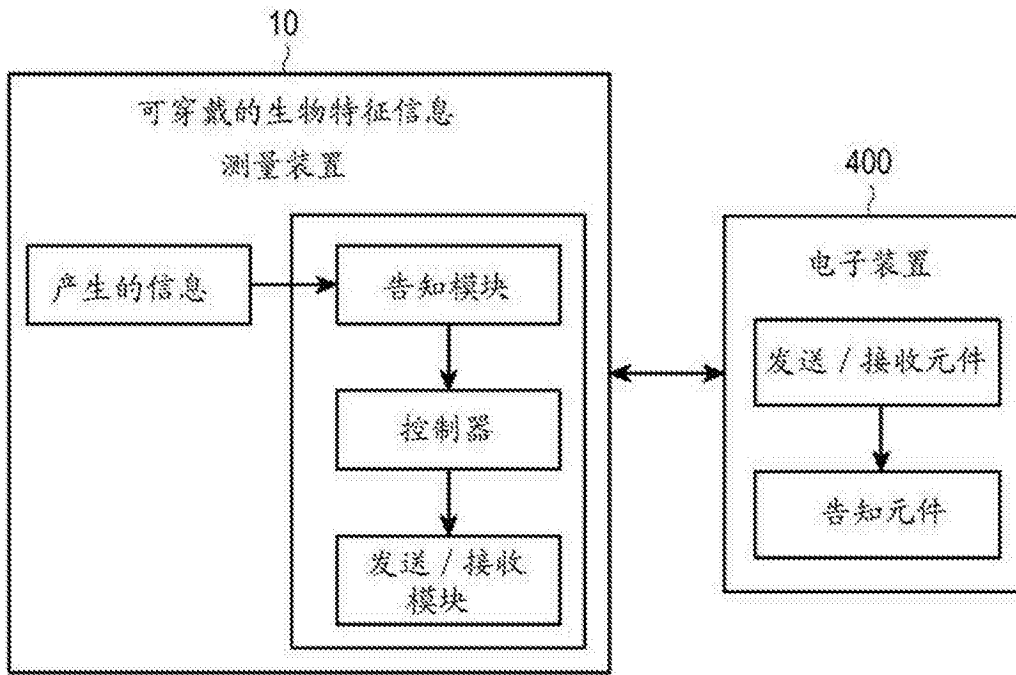 10
可穿戴的生物特征信息
测量装置
产生的信息
告知模块
控制器
发送/接收
模块
400
电子装置
发送/接收元件
告知元件